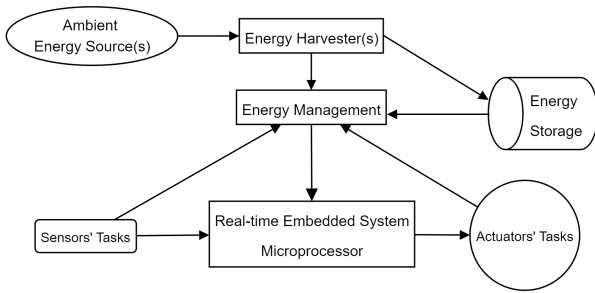 Ambient
Energy Source(s)
Energy Harvester(s)
Energy Management
Energy
Storage
Sensors' Tasks
Real-time Embedded System
Microprocessor
Actuators' Tasks